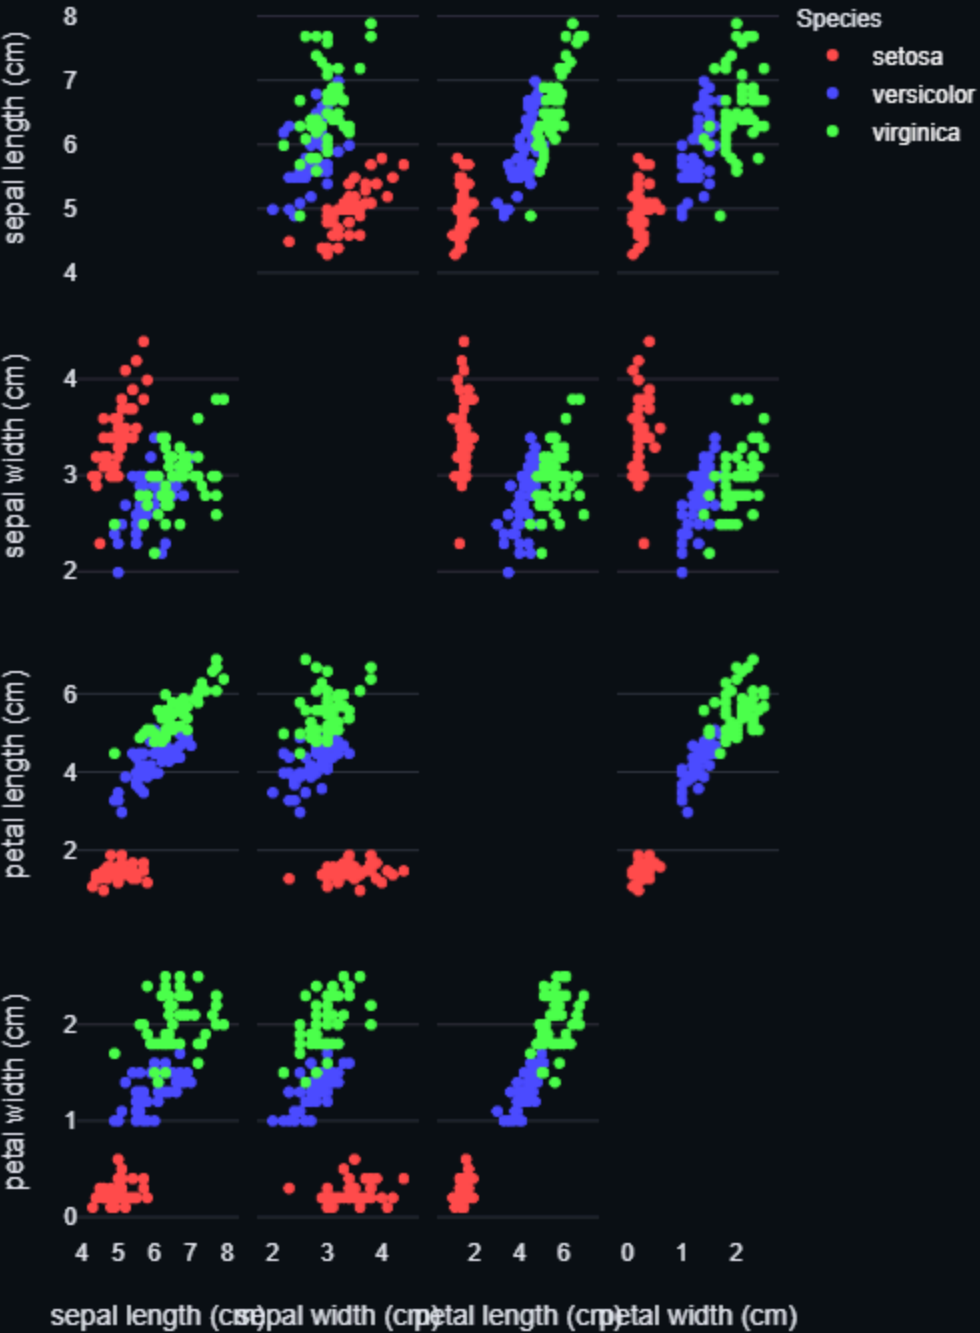 Species
setosa
versicolor
virginica
sepal length (cm)
8
7
6
5
4
sepal width (cm)
4
3
2
petal length (cm)
6
4
2
petal width (cm)
2
1
0
4 5 6 7 8 2 3 4 2 4 6 0 1 2
sepal length (cm) sepal width (cm) petal length (cm) petal width (cm)